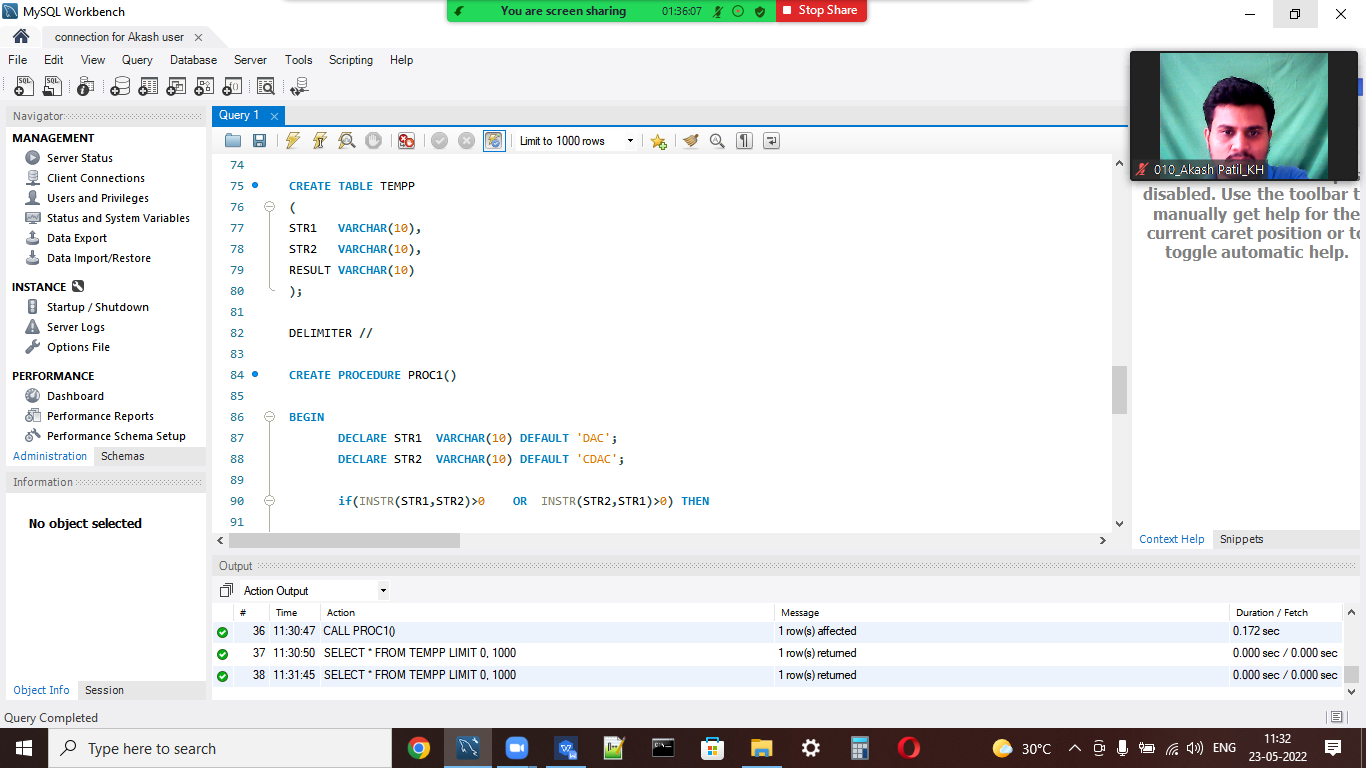 MySQL Workbench
You are screen sharing
01:36:07
Stop Share
connection for Akash user
File Edit View Query Database Server Tools Scripting Help
Navigator
MANAGEMENT
Server Status
Client Connections
Users and Privileges
Status and System Variables
Data Export
Data Import/Restore
INSTANCE
Startup / Shutdown
Server Logs
Options File
PERFORMANCE
Dashboard
Performance Reports
Performance Schema Setup
Administration Schemas
Information
No object selected
Object Info Session
Query 1
Limit to 1000 rows
74
75 CREATE TABLE TEMPP
76 (
77 STR1 VARCHAR(10),
78 STR2 VARCHAR(10),
79 RESULT VARCHAR(10)
80 );
81
82 DELIMITER //
83
84 CREATE PROCEDURE PROC1()
85
86 BEGIN
87 DECLARE STR1 VARCHAR(10) DEFAULT 'DAC';
88 DECLARE STR2 VARCHAR(10) DEFAULT 'CDAC';
89
90 if(INSTR(STR1,STR2)>0 OR INSTR(STR2,STR1)>0) THEN
91
010_Akash Patil_KH
disabled. Use the toolbar t
manually get help for the
current caret position or to
toggle automatic help.
Context Help Snippets
Output
Action Output
# Time Action Message Duration / Fetch
36 11:30:47 CALL PROC1() 1 row(s) affected 0.172 sec
37 11:30:50 SELECT * FROM TEMPP LIMIT 0, 1000 1 row(s) returned 0.000 sec / 0.000 sec
38 11:31:45 SELECT * FROM TEMPP LIMIT 0, 1000 1 row(s) returned 0.000 sec / 0.000 sec
Query Completed
Type here to search
30°C
ENG
11:32
23-05-2022